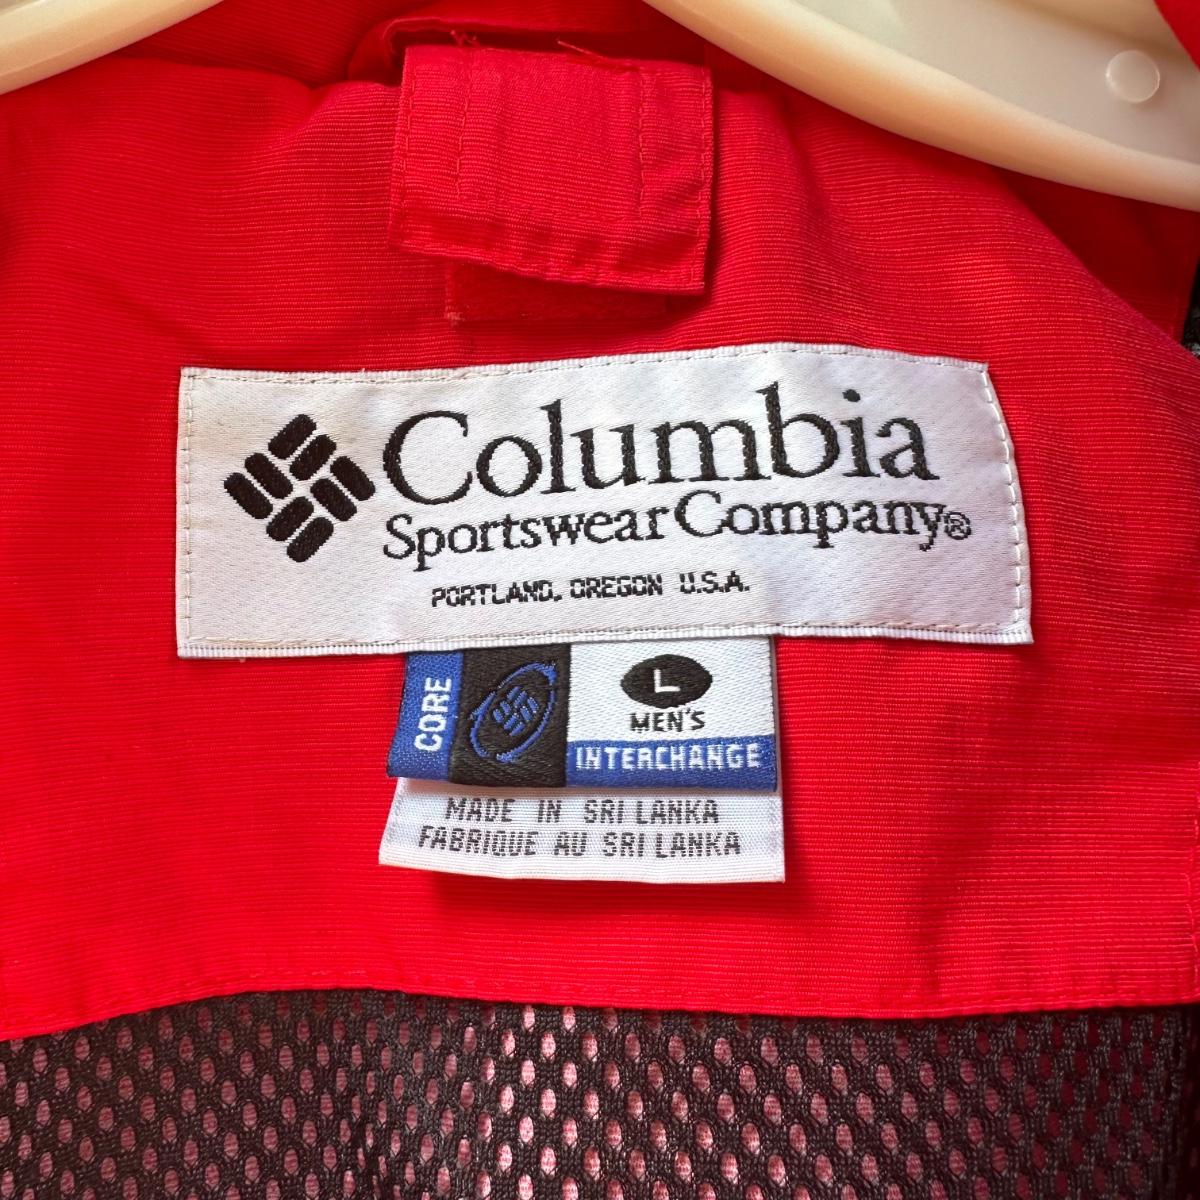 Columbia
Sportswear Company®
PORTLAND, OREGON U.S.A.
CORE
L
MEN'S
INTERCHANGE
MADE IN SRI LANKA
FABRIQUE AU SRI LANKA